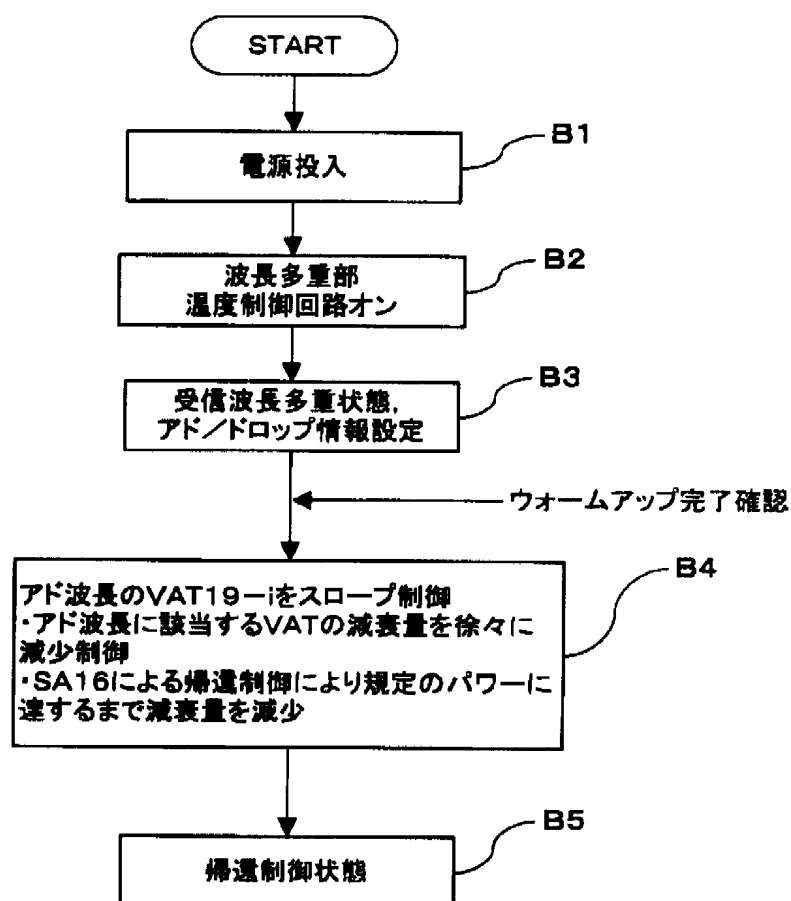 START
B1
電源投入
B2
波長多重部
温度制御回路オン
B3
受信波長多重状態,
アド／ドロップ情報設定
ウォームアップ完了確認
B4
アド波長のVAT19－iをスロープ制御
・アド波長に該当するVATの減衰量を徐々に
減少制御
・SA16による帰還制御により規定のパワーに
達するまで減衰量を減少
B5
帰還制御状態